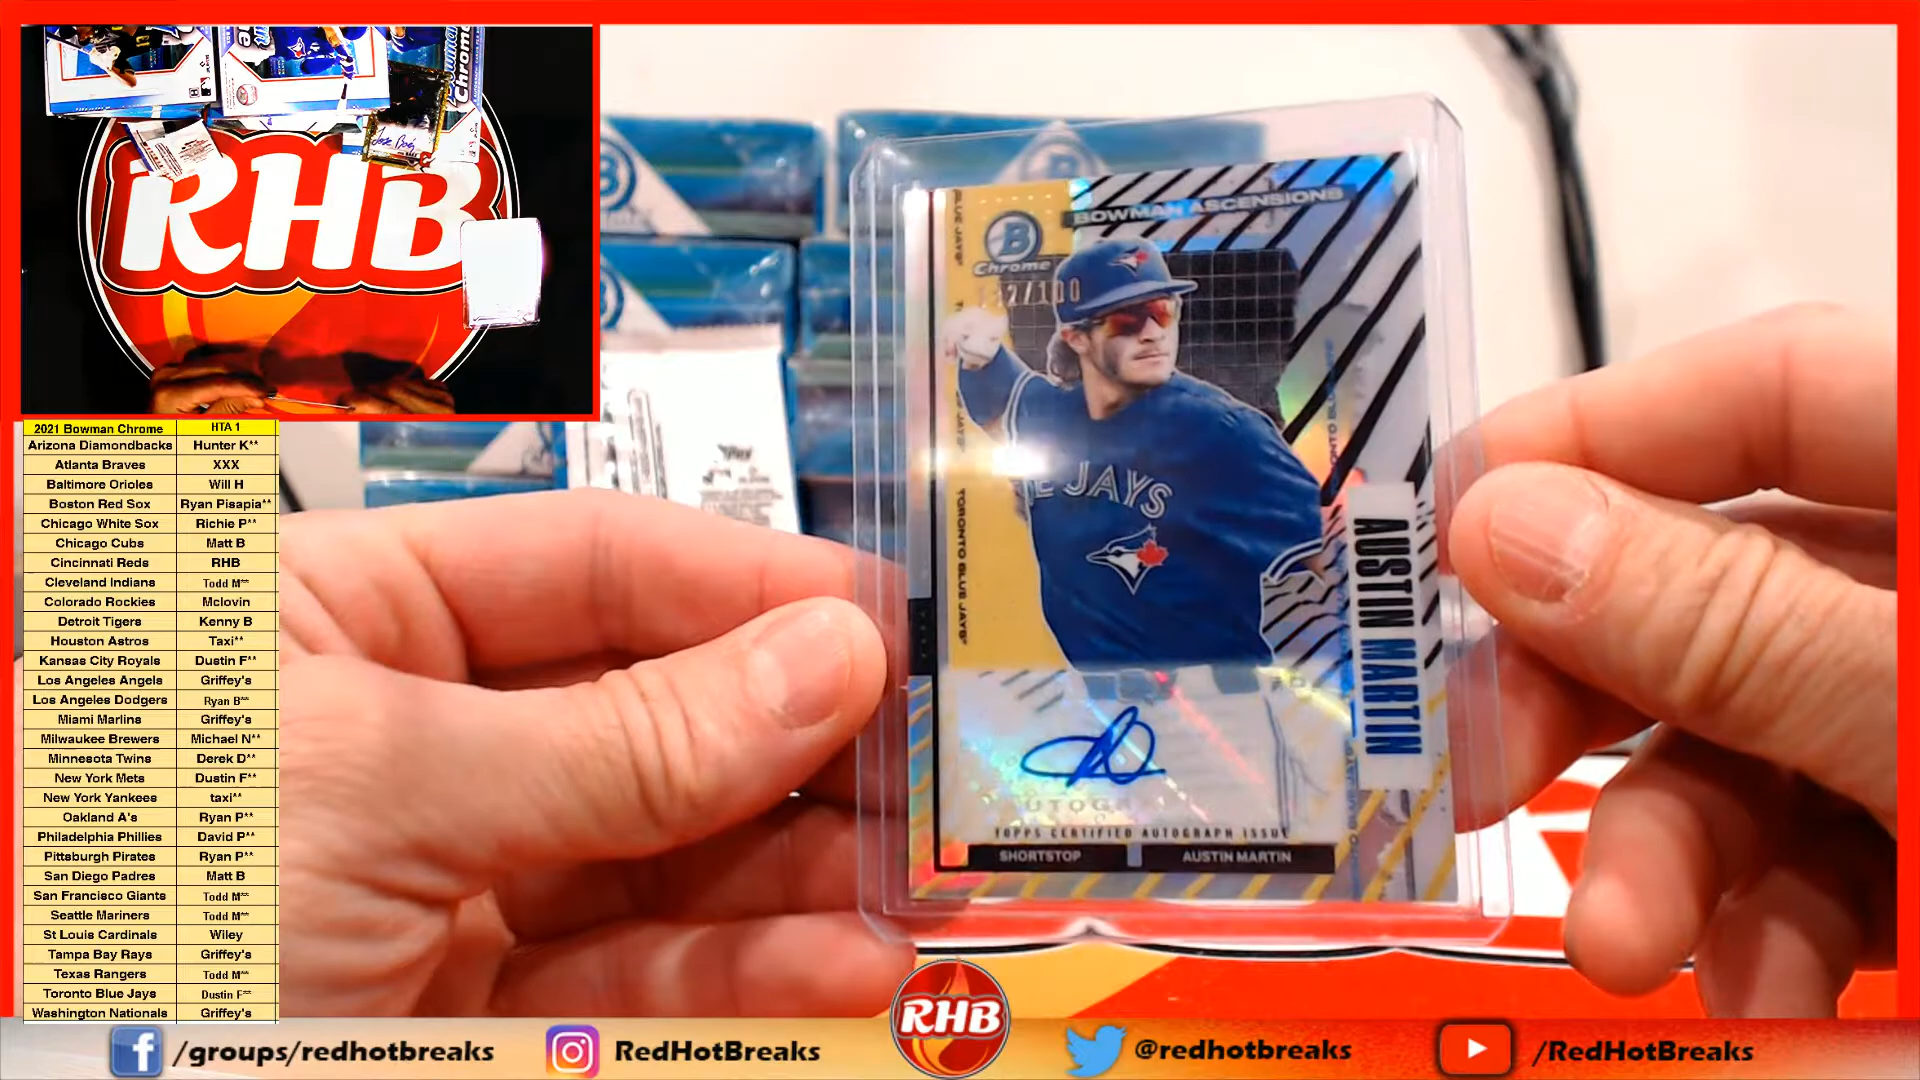 RHB
2021 Bowman Chrome HTA 1
Arizona Diamondbacks Hunter K**
Atlanta Braves XXX
Baltimore Orioles Will H
Boston Red Sox Ryan Pisapia**
Chicago White Sox Richie P**
Chicago Cubs Matt B
Cincinnati Reds RHB
Cleveland Indians Todd M**
Colorado Rockies Mclovin
Detroit Tigers Kenny B
Houston Astros Taxi**
Kansas City Royals Dustin F**
Los Angeles Angels Griffey's
Los Angeles Dodgers Ryan B**
Miami Marlins Griffey's
Milwaukee Brewers Michael N**
Minnesota Twins Derek D**
New York Mets Dustin F**
New York Yankees taxi**
Oakland A's Ryan P**
Philadelphia Phillies David P**
Pittsburgh Pirates Ryan P**
San Diego Padres Matt B
San Francisco Giants Todd M**
Seattle Mariners Todd M**
St Louis Cardinals Wiley
Tampa Bay Rays Griffey's
Texas Rangers Todd M**
Toronto Blue Jays Dustin F**
Washington Nationals Griffey's
BOWMAN ASCENSIONS
B
Chrome
BLUE JAYS
E JAYS
TORONTO BLUE JAYS
AUSTIN MARTIN
TOPPS CERTIFIED AUTOGRAPH ISSUE
SHORTSTOP AUSTIN MARTIN
RHB
/groups/redhotbreaks RedHotBreaks @redhotbreaks /RedHotBreaks